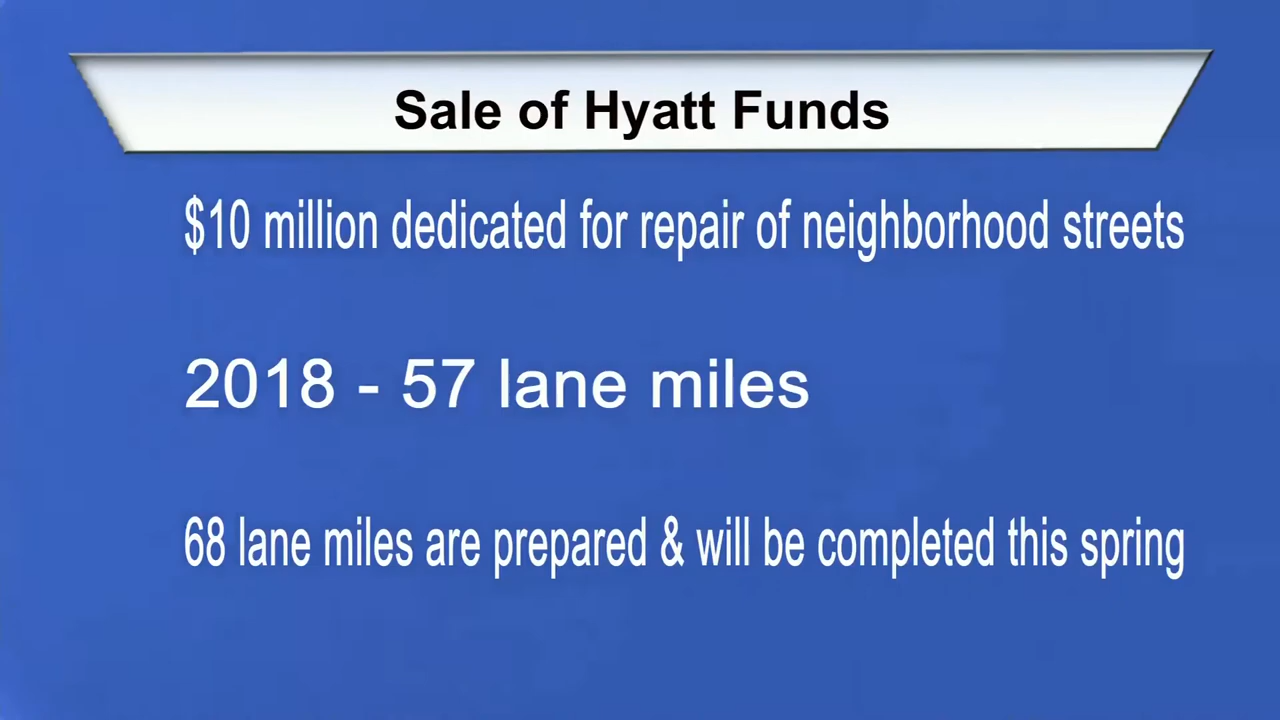 Sale of Hyatt Funds
$10 million dedicated for repair of neighborhood streets
2018 - 57 lane miles
68 lane miles are prepared & will be completed this spring